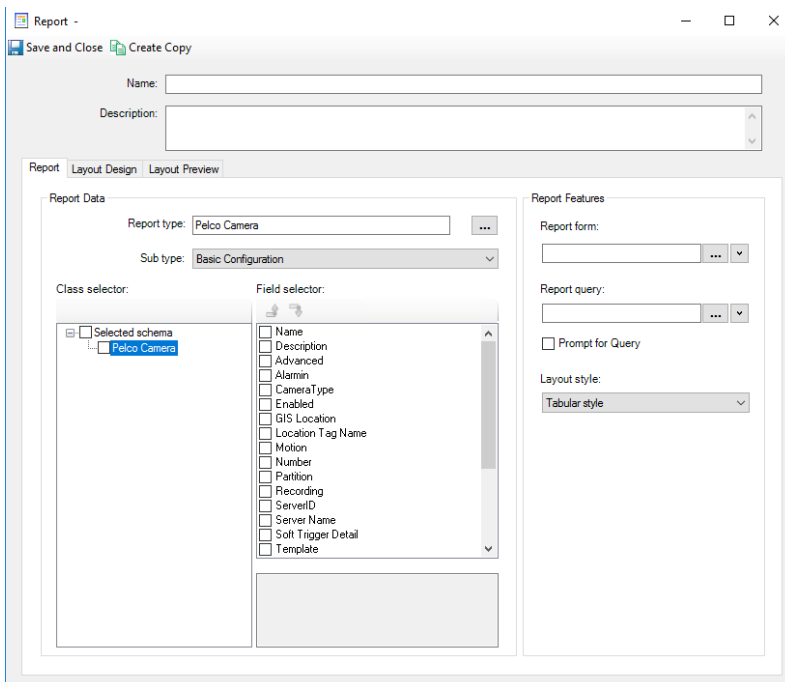 Report -
Save and Close Create Copy
Name:
Description:
Report Layout Design Layout Preview
Report Data
Report type: Pelco Camera ...
Sub type: Basic Configuration
Class selector:
Selected schema
Pelco Camera
Field selector:
Name
Description
Advanced
Alarmin
CameraType
Enabled
GIS Location
Location Tag Name
Motion
Number
Partition
Recording
ServerID
Server Name
Soft Trigger Detail
Template
Report Features
Report form:
...
Report query:
...
Prompt for Query
Layout style:
Tabular style